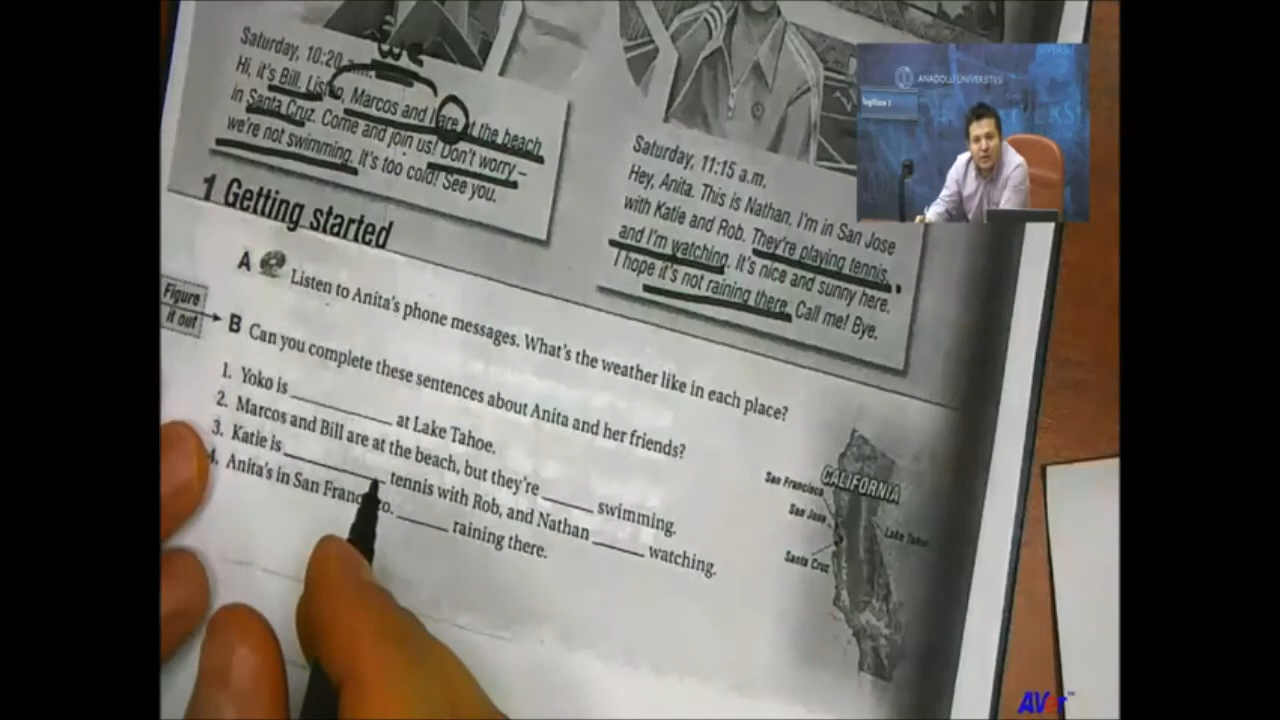 Saturday, 10:20 a.m.
Hi, it's Bill. Listen, Marcos and I are at the beach
in Santa Cruz. Come and join us! Don't worry –
we're not swimming. It's too cold! See you.
Saturday, 11:15 a.m.
Hey, Anita. This is Nathan. I'm in San Jose
with Katie and Rob. They're playing tennis,
and I'm watching. It's nice and sunny here.
I hope it's not raining there. Call me! Bye.
1 Getting started
A Listen to Anita's phone messages. What's the weather like in each place?
Figure
it out
B Can you complete these sentences about Anita and her friends?
1. Yoko is ________ at Lake Tahoe.
2. Marcos and Bill are at the beach, but they're ____ swimming.
3. Katie is ________ tennis with Rob, and Nathan ____ watching.
4. Anita's in San Francisco. ____ raining there.
CALIFORNIA
San Francisco
San Jose
Lake Tahoe
Santa Cruz
ANADOLU ÜNİVERSİTESİ
İngilizce I
AVer